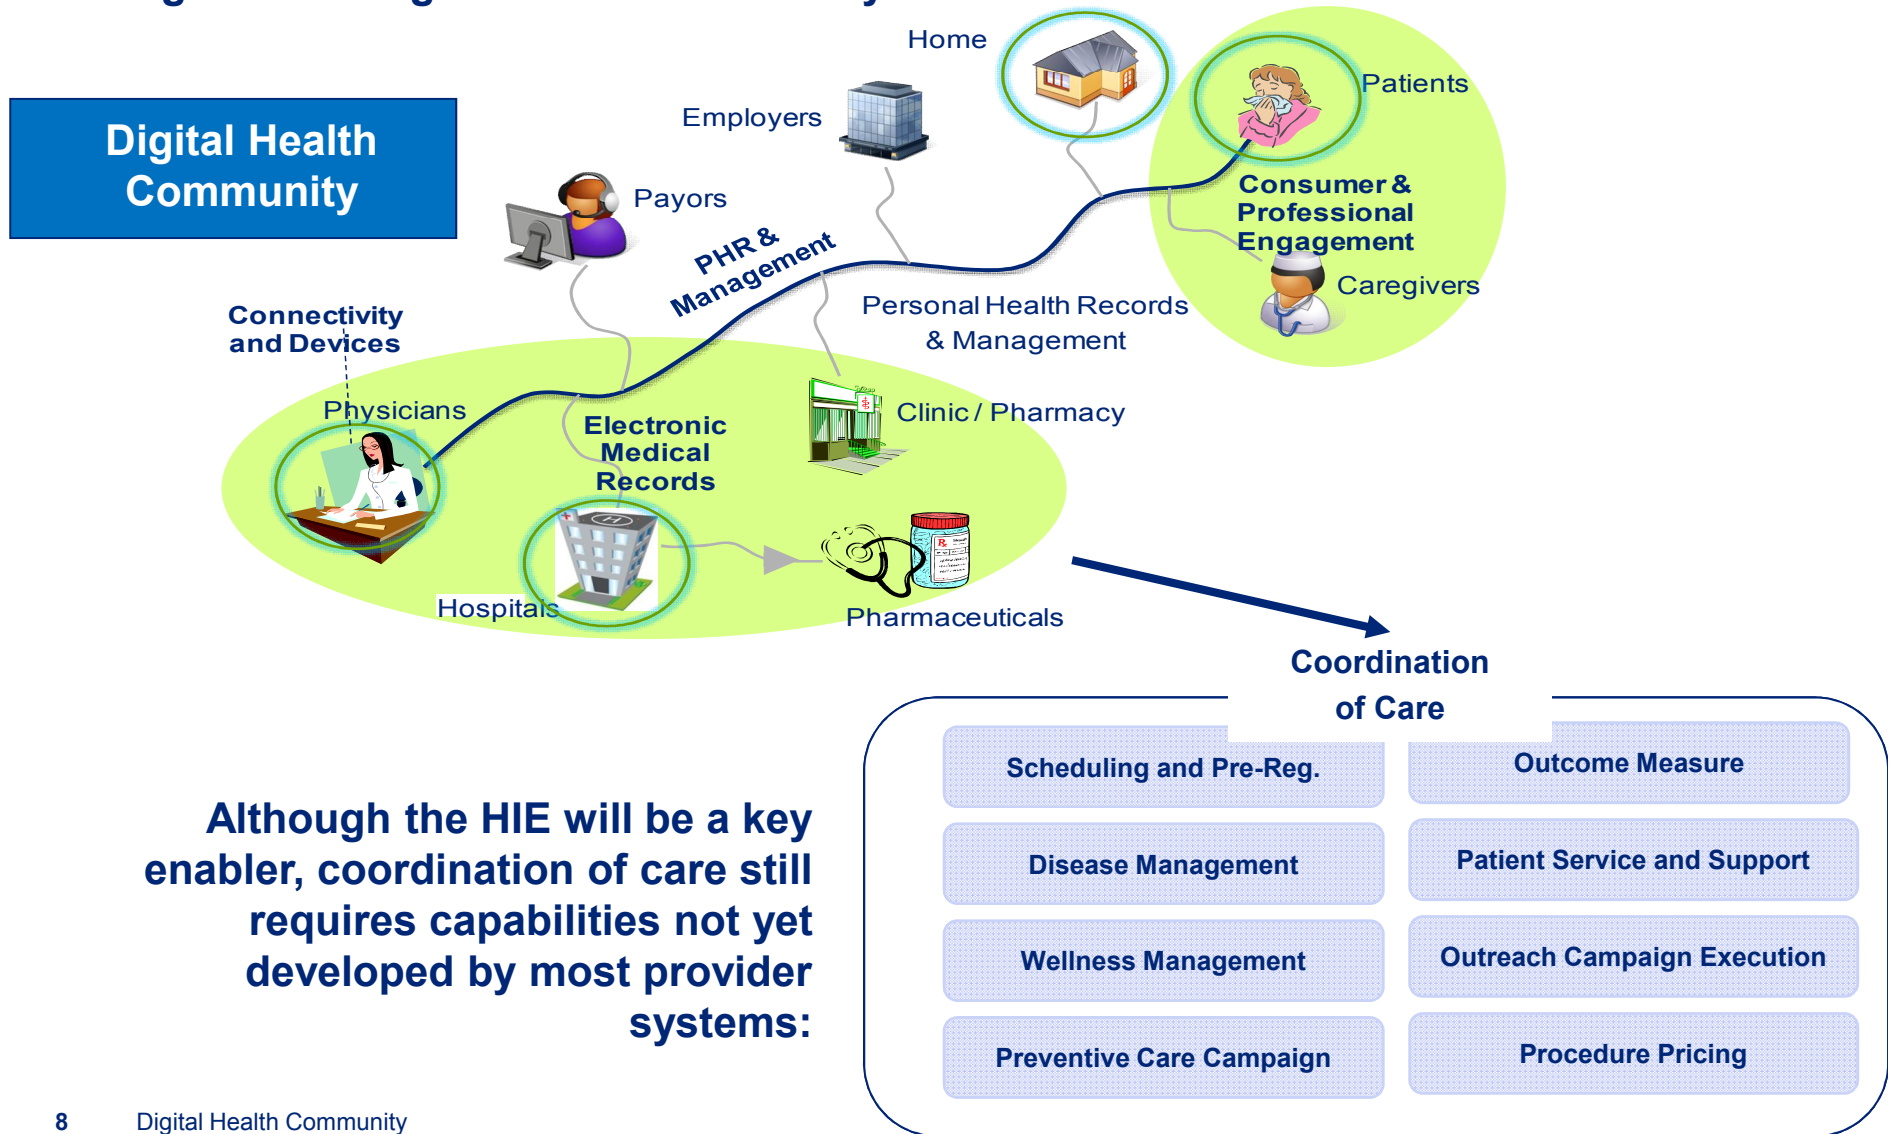 Home
Patients
Employers
Digital Health
Community
Payors
Consumer &
Professional
Engagement
PHR &
Management
Caregivers
Connectivity
and Devices
Personal Health Records
& Management
Physicians
Clinic / Pharmacy
Electronic
Medical
Records
Hospitals
Pharmaceuticals
Coordination
of Care
Scheduling and Pre-Reg.
Outcome Measure
Disease Management
Patient Service and Support
Wellness Management
Outreach Campaign Execution
Preventive Care Campaign
Procedure Pricing
Although the HIE will be a key
enabler, coordination of care still
requires capabilities not yet
developed by most provider
systems:
8 Digital Health Community